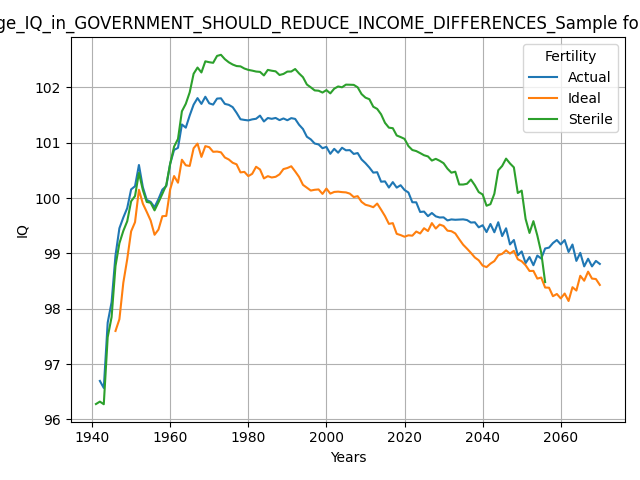 ge_IQ_in_GOVERNMENT_SHOULD_REDUCE_INCOME_DIFFERENCES_Sample fo
Fertility
Actual
Ideal
Sterile
102
101
100
99
98
97
96
IQ
1940 1960 1980 2000 2020 2040 2060
Years